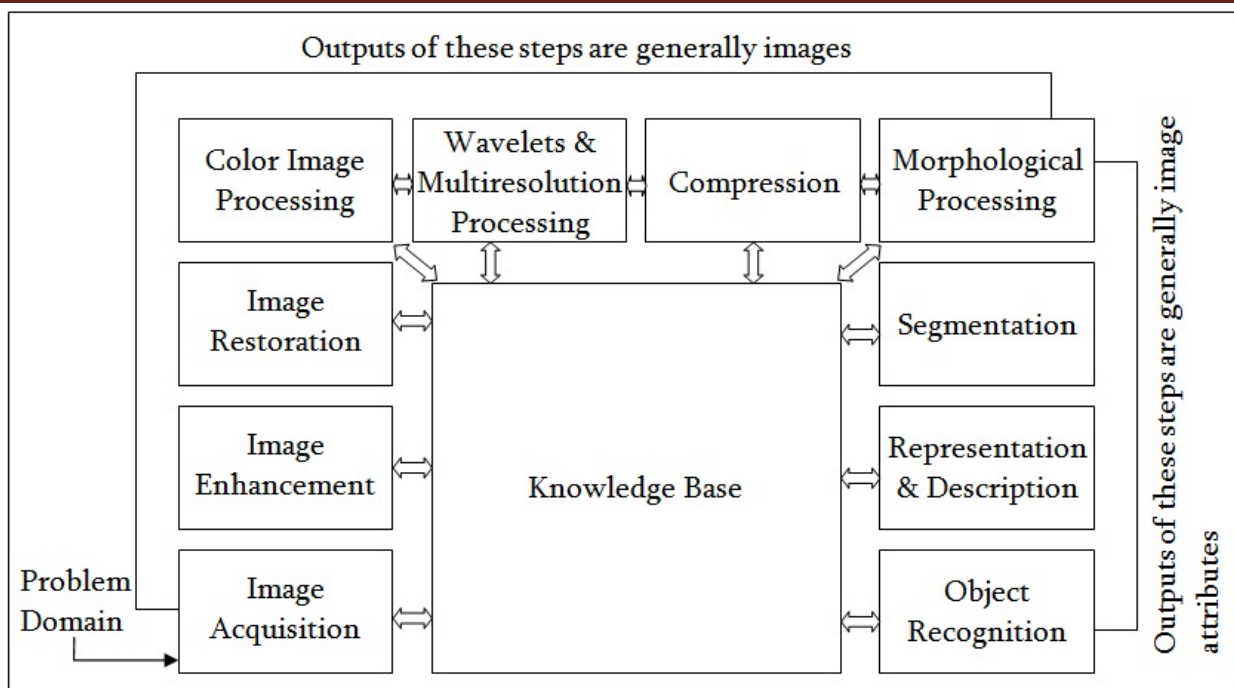 Outputs of these steps are generally images
Color Image
Processing
Wavelets &
Multiresolution
Processing
Compression
Morphological
Processing
Image
Restoration
Segmentation
Image
Enhancement
Knowledge Base
Representation
& Description
Problem
Domain
Image
Acquisition
Object
Recognition
Outputs of these steps are generally image
attributes